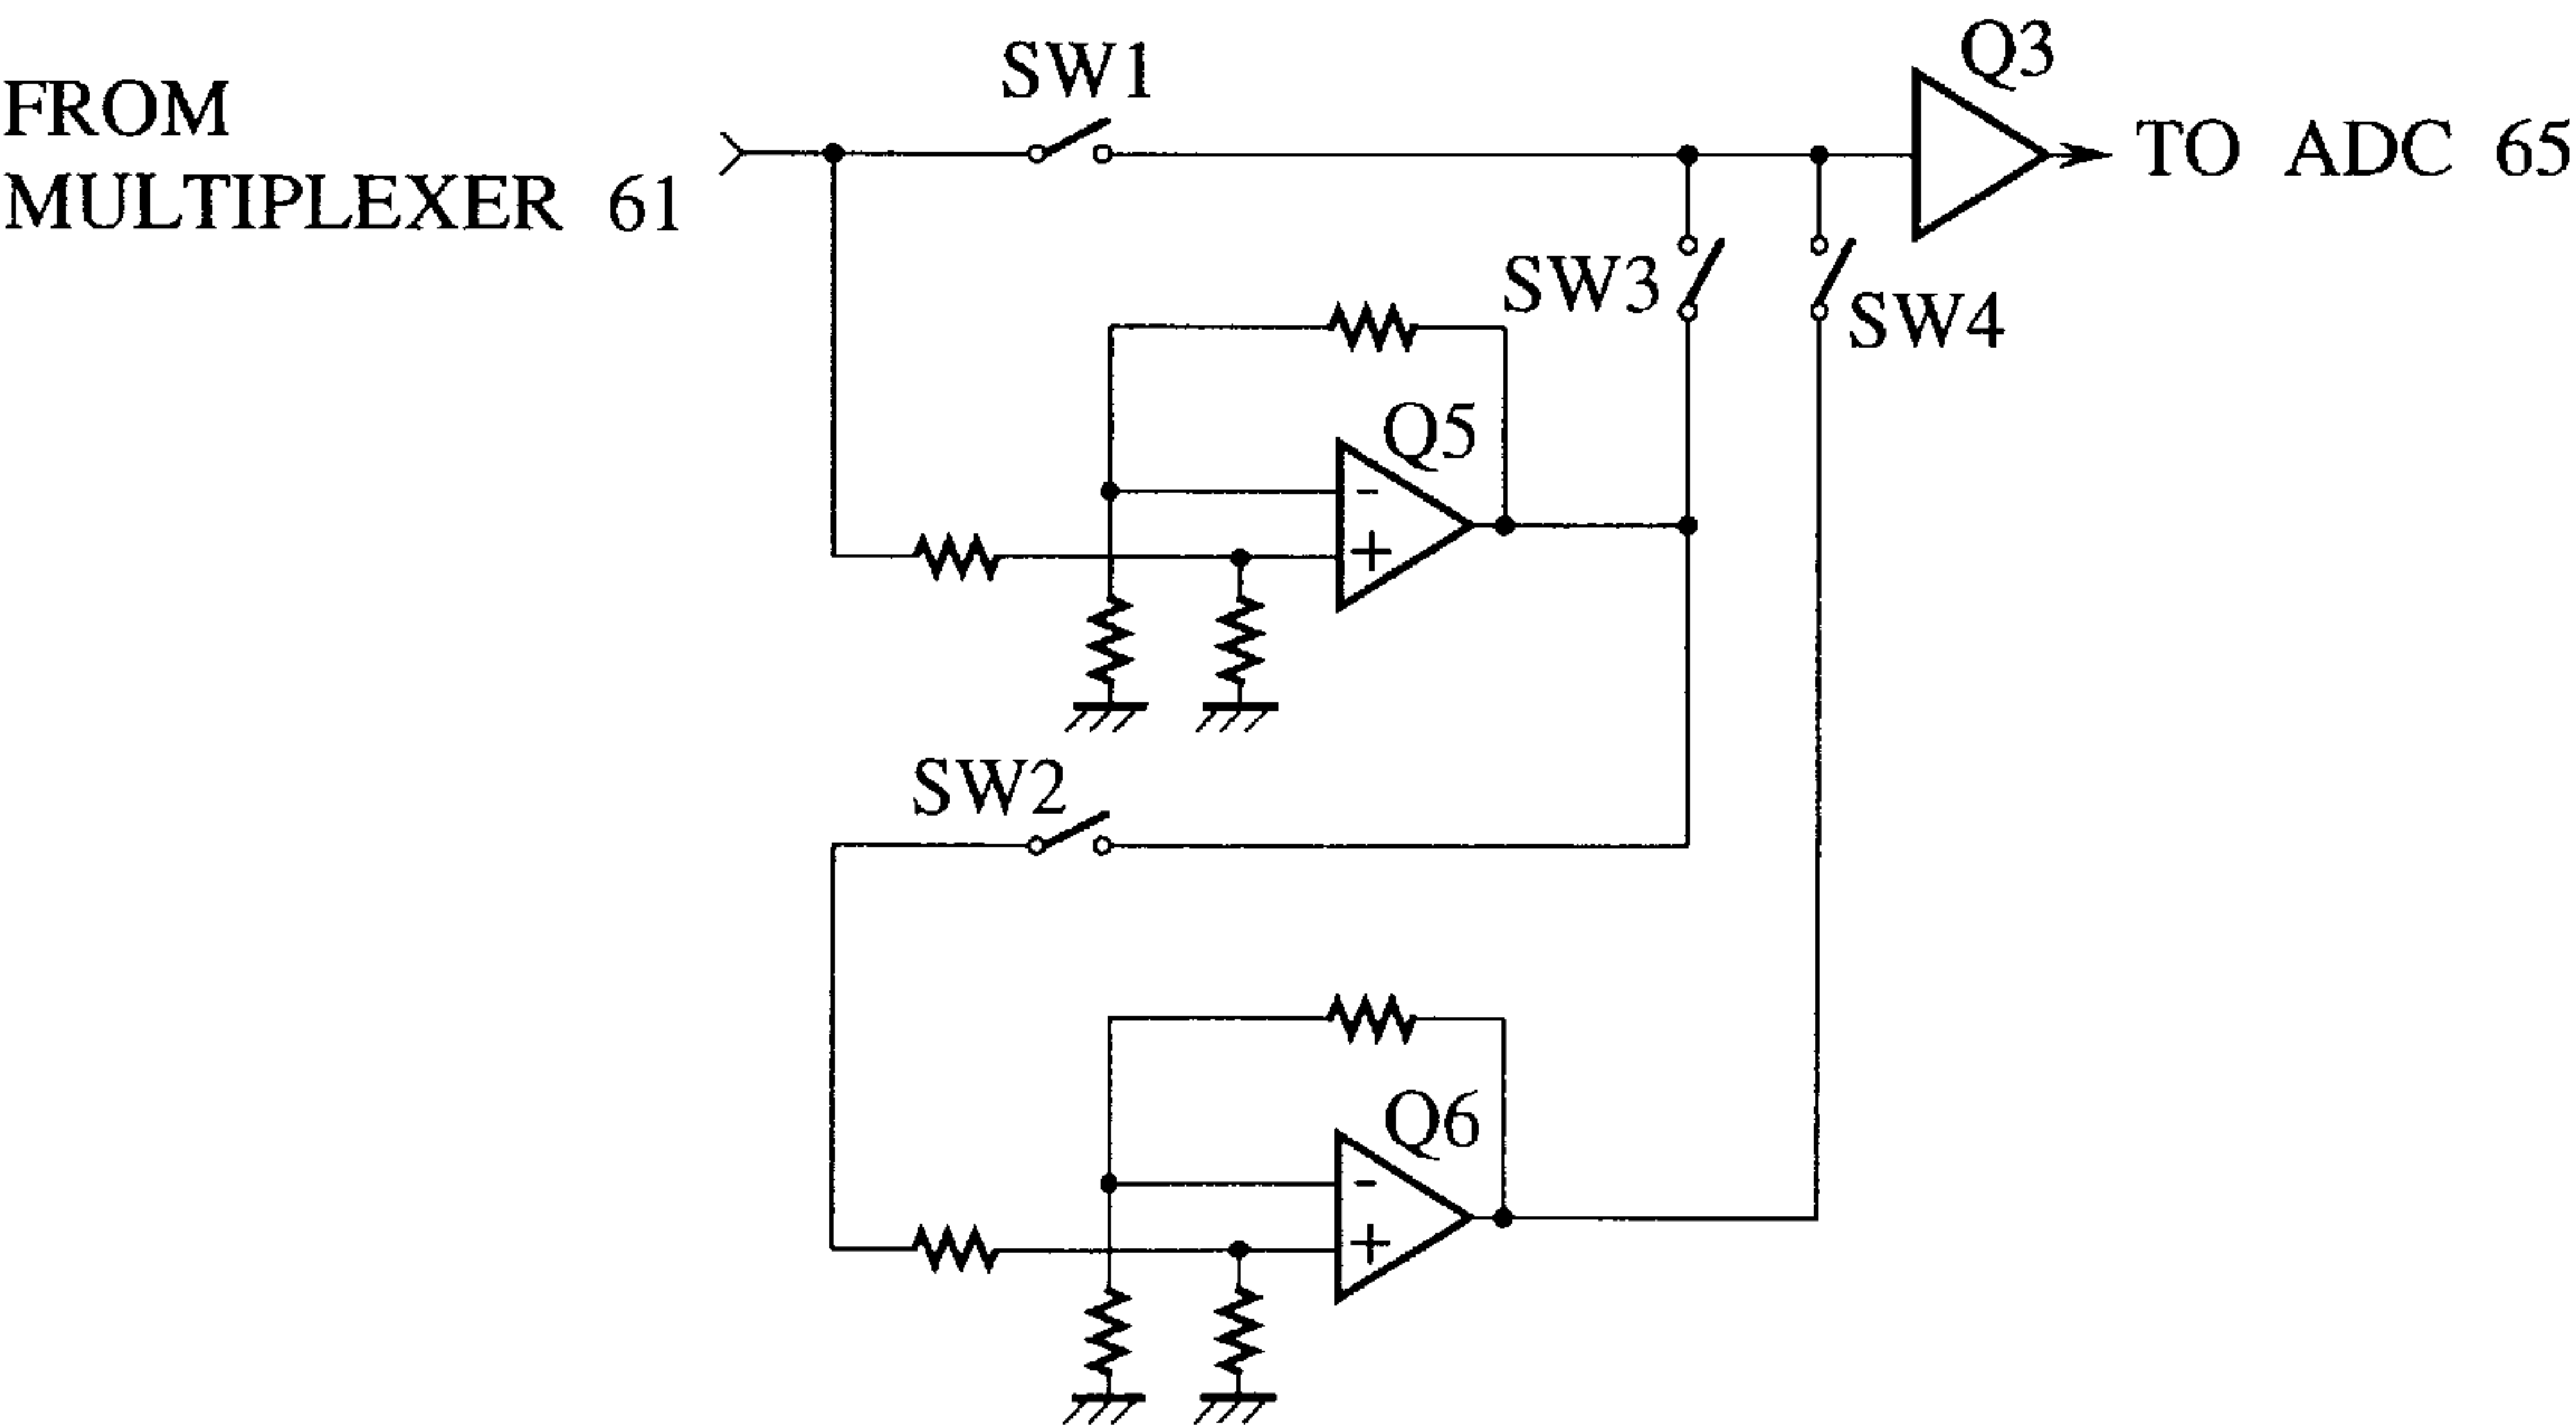 FROM
MULTIPLEXER 61
SW1
Q3
TO ADC 65
SW3
SW4
Q5
-
+
SW2
Q6
-
+